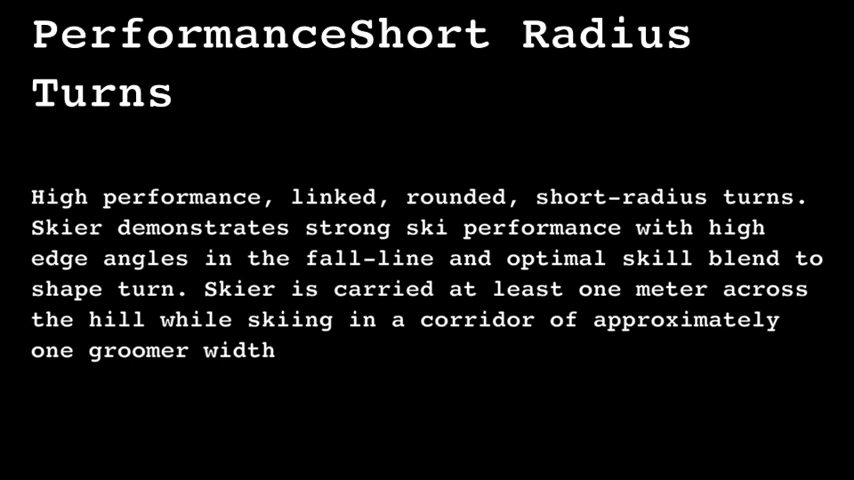 PerformanceShort Radius
Turns
High performance, linked, rounded, short-radius turns.
Skier demonstrates strong ski performance with high
edge angles in the fall-line and optimal skill blend to
shape turn. Skier is carried at least one meter across
the hill while skiing in a corridor of approximately
one groomer width